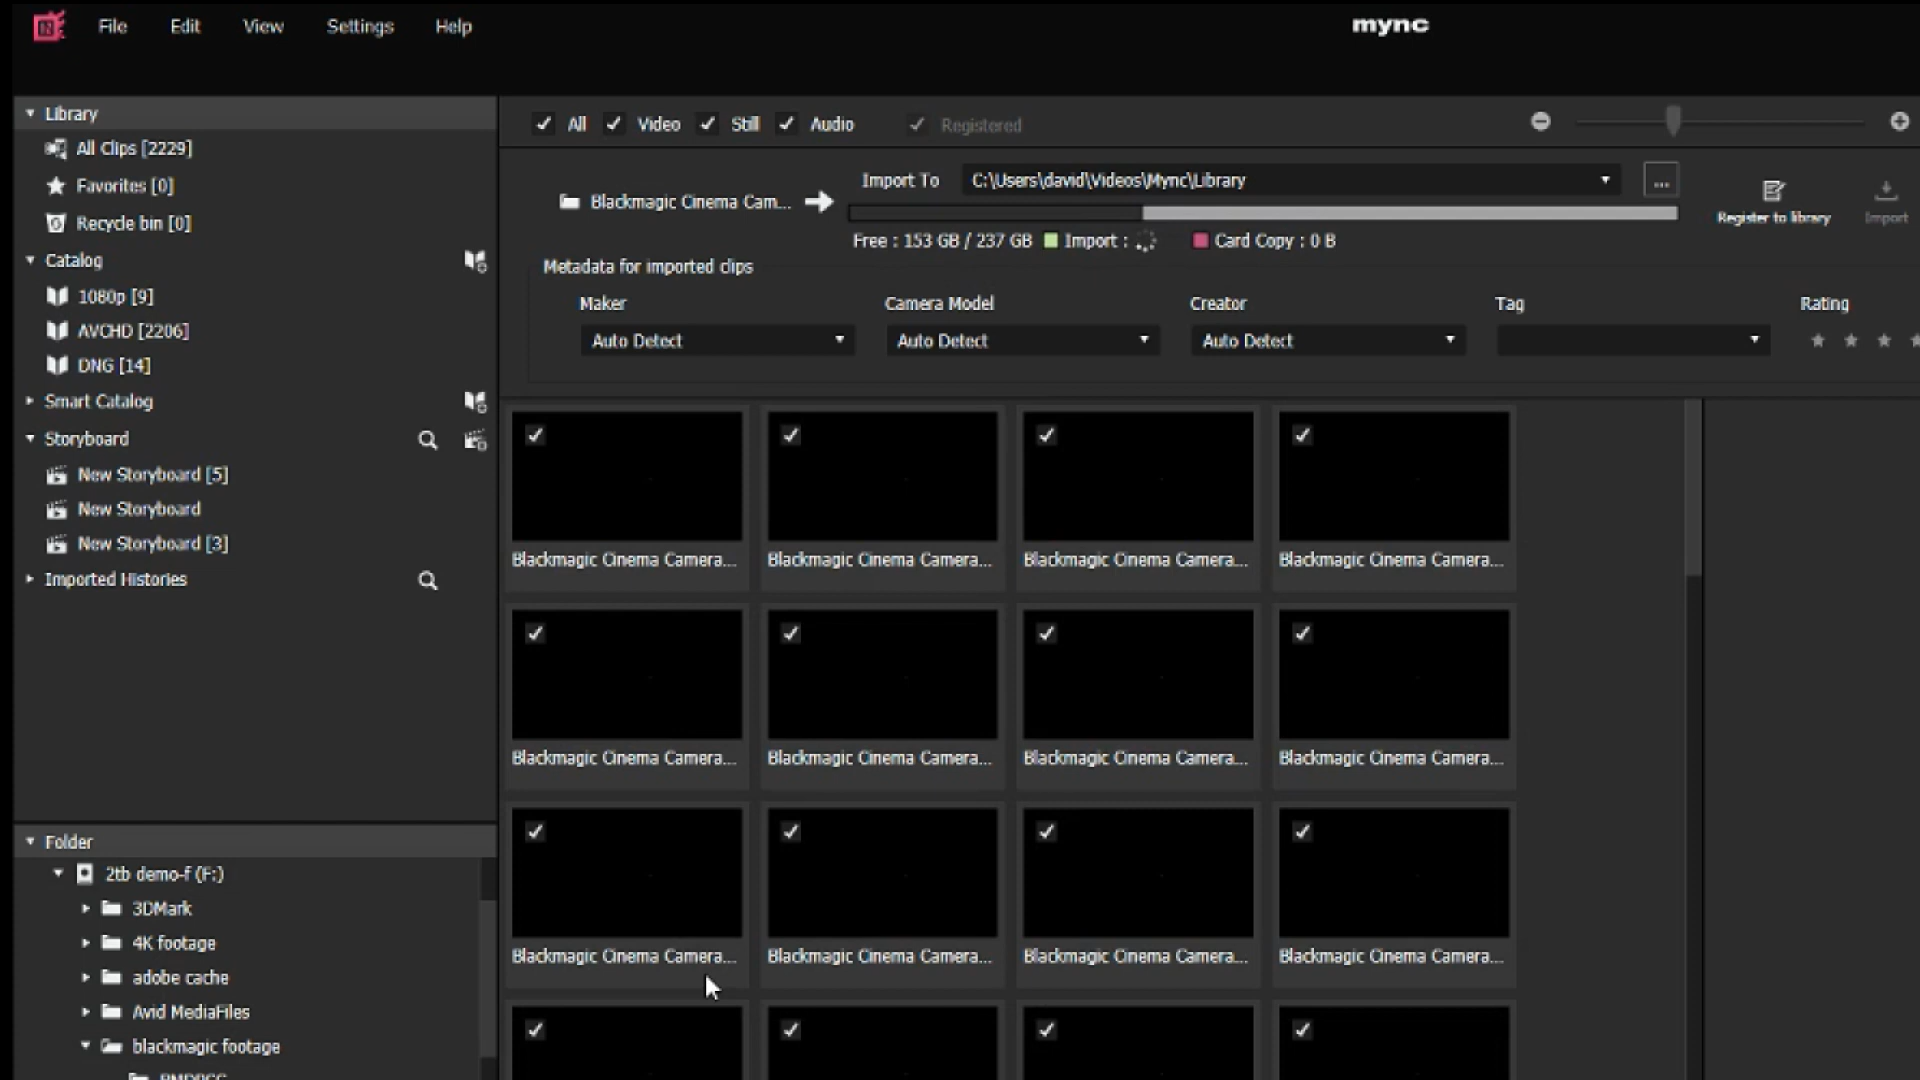 File Edit View Settings Help
mync
Library
All Clips [2229]
Favorites [0]
Recycle bin [0]
Catalog
1080p [9]
AVCHD [2206]
DNG [14]
Smart Catalog
Storyboard
New Storyboard [5]
New Storyboard
New Storyboard [3]
Imported Histories
Folder
2tb demo-f (F:)
3DMark
4K footage
adobe cache
Avid MediaFiles
blackmagic footage
All Video Still Audio Registered
Blackmagic Cinema Cam...
Import To C:\Users\david\Videos\Mync\Library ...
Register to library Import
Free : 153 GB / 237 GB Import : Card Copy : 0 B
Metadata for imported clips
Maker Camera Model Creator Tag Rating
Auto Detect Auto Detect Auto Detect
Blackmagic Cinema Camera... Blackmagic Cinema Camera... Blackmagic Cinema Camera... Blackmagic Cinema Camera...
Blackmagic Cinema Camera... Blackmagic Cinema Camera... Blackmagic Cinema Camera... Blackmagic Cinema Camera...
Blackmagic Cinema Camera... Blackmagic Cinema Camera... Blackmagic Cinema Camera... Blackmagic Cinema Camera...